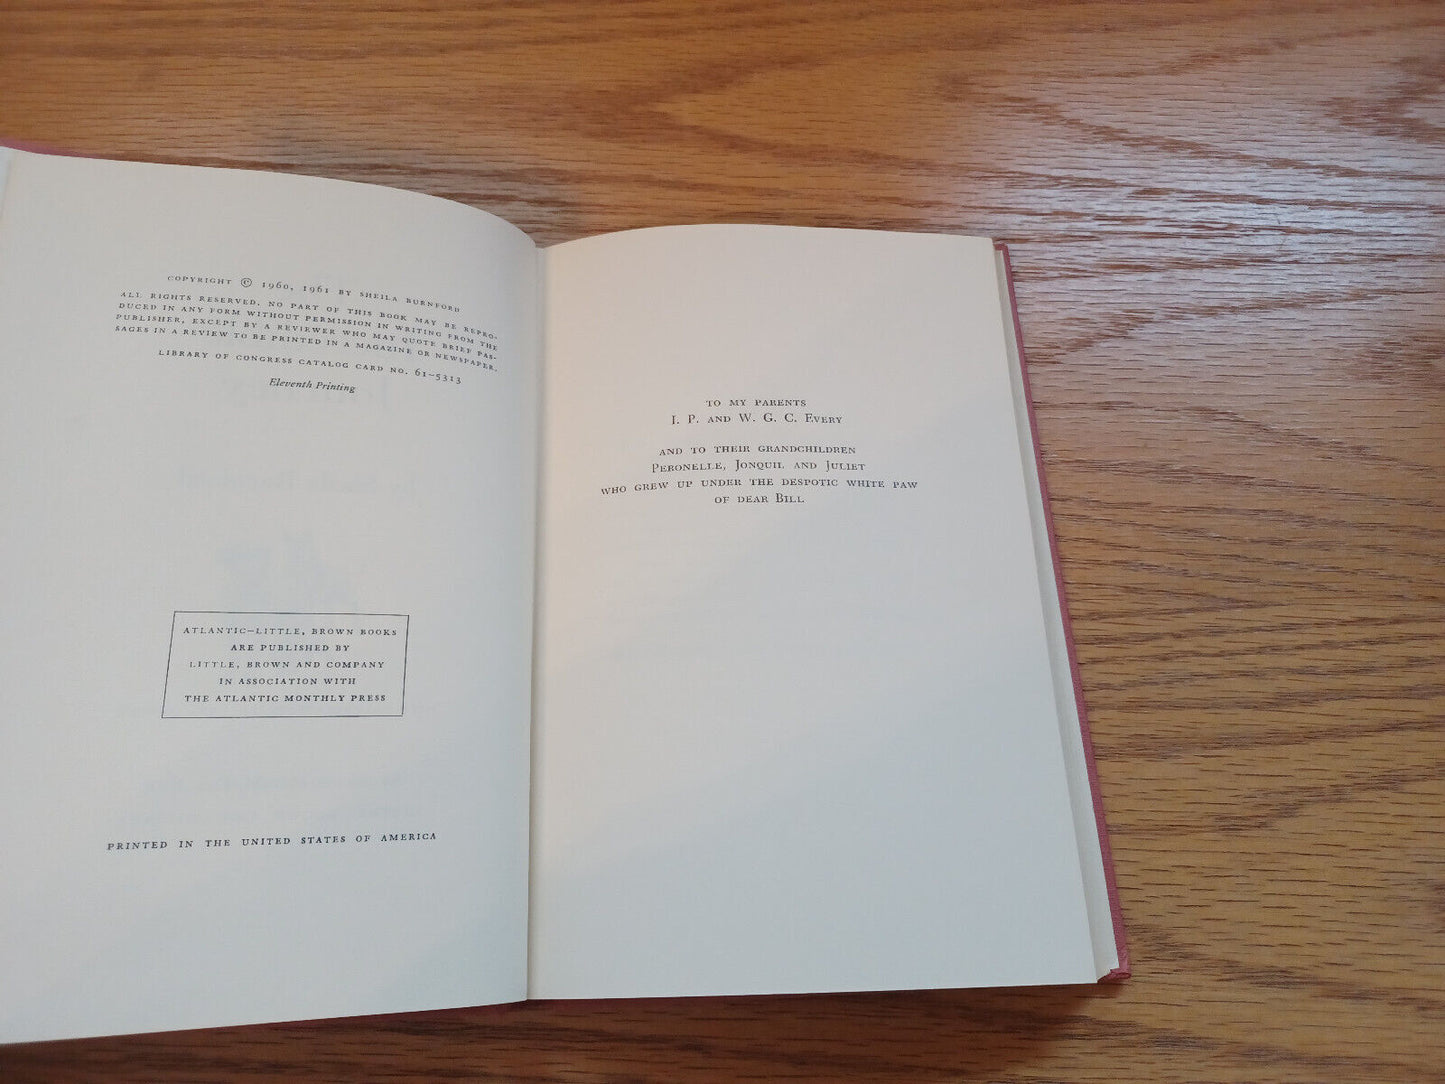 COPYRIGHT © 1960, 1961 BY SHEILA BURNFORD
ALL RIGHTS RESERVED. NO PART OF THIS BOOK MAY BE REPRO-
DUCED IN ANY FORM WITHOUT PERMISSION IN WRITING FROM THE
PUBLISHER, EXCEPT BY A REVIEWER WHO MAY QUOTE BRIEF PAS-
SAGES IN A REVIEW TO BE PRINTED IN A MAGAZINE OR NEWSPAPER.
LIBRARY OF CONGRESS CATALOG CARD NO. 61–5313
Eleventh Printing
ATLANTIC–LITTLE, BROWN BOOKS
ARE PUBLISHED BY
LITTLE, BROWN AND COMPANY
IN ASSOCIATION WITH
THE ATLANTIC MONTHLY PRESS
PRINTED IN THE UNITED STATES OF AMERICA
TO MY PARENTS
I. P. AND W. G. C. EVERY
AND TO THEIR GRANDCHILDREN
PERONELLE, JONQUIL AND JULIET
WHO GREW UP UNDER THE DESPOTIC WHITE PAW
OF DEAR BILL